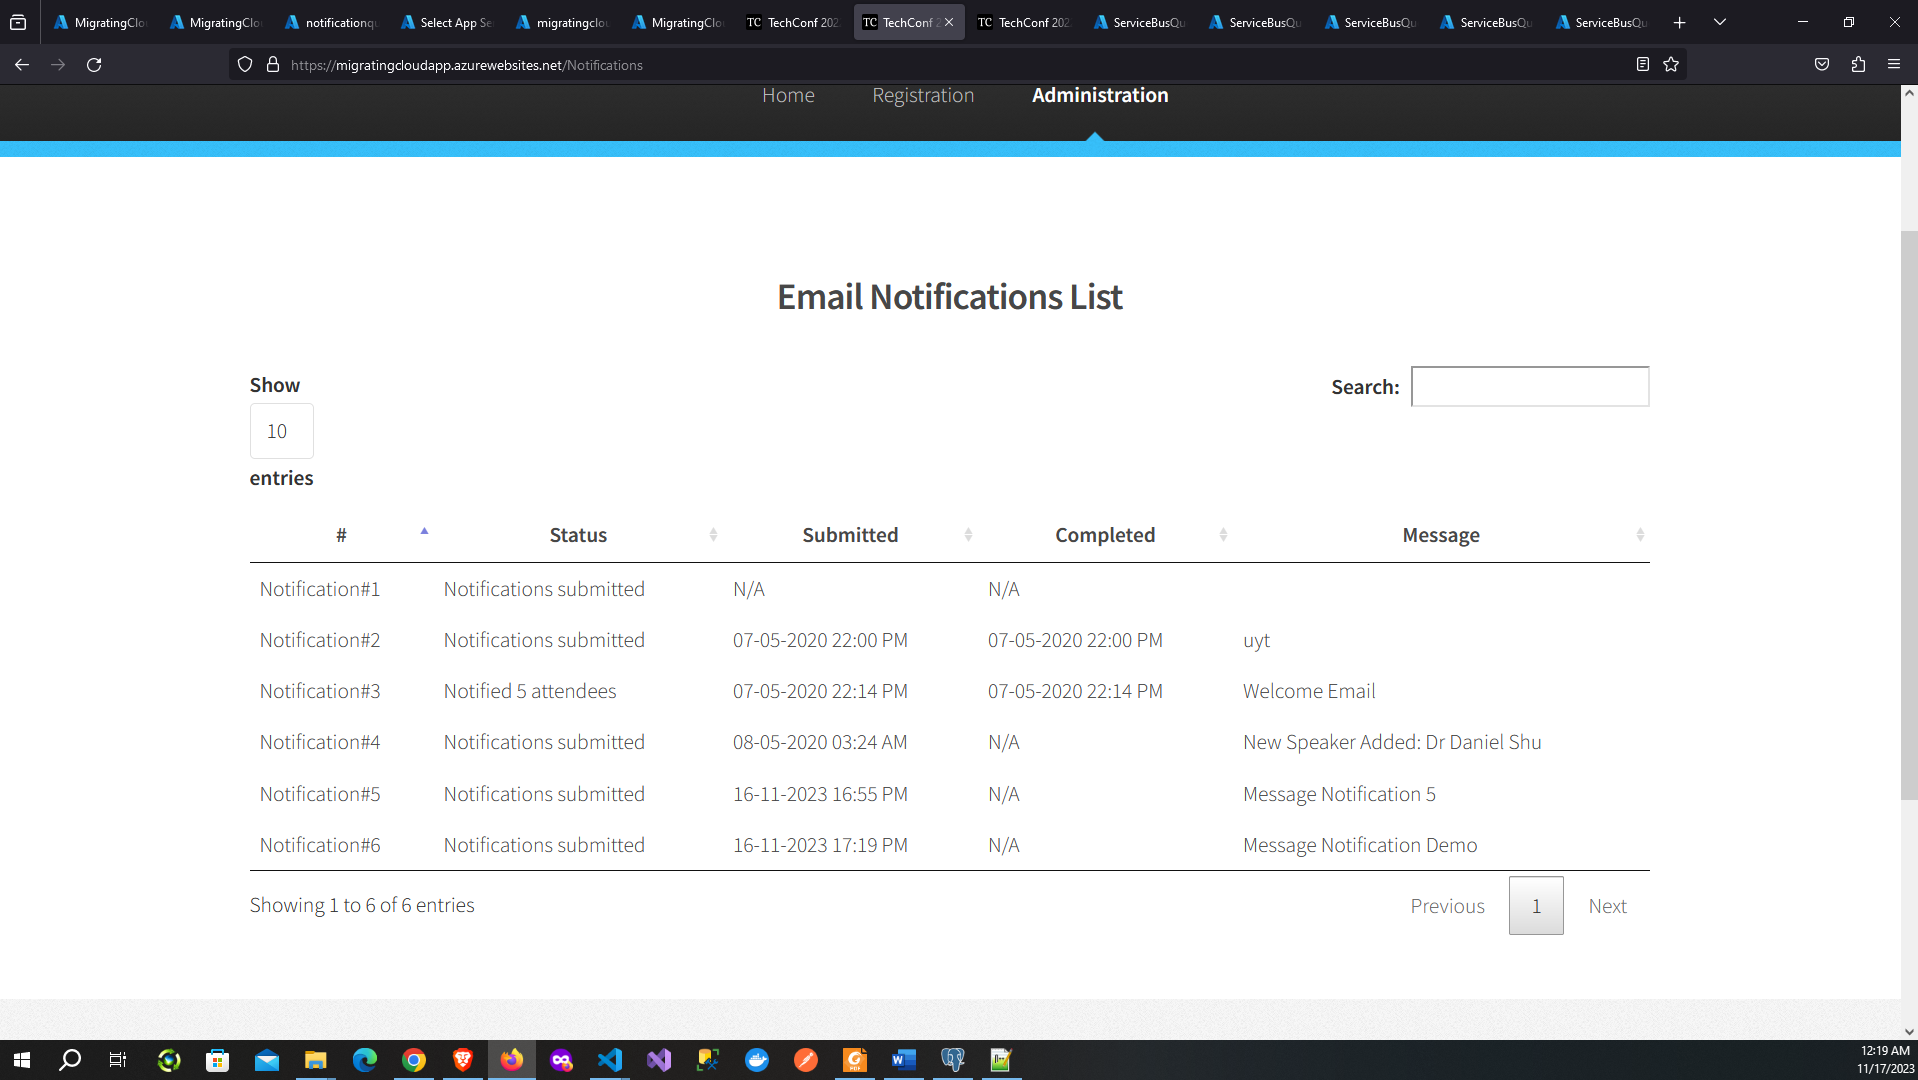 MigratingClo MigratingClo notificationqu Select App Se migratingclou MigratingClo TC TechConf 202 TC TechConf 2 TC TechConf 202 ServiceBusQu ServiceBusQu ServiceBusQu ServiceBusQu ServiceBusQu
https://migratingcloudapp.azurewebsites.net/Notifications
Home Registration Administration
Email Notifications List
Show
Search:
10
entries
# Status Submitted Completed Message
Notification#1 Notifications submitted N/A N/A
Notification#2 Notifications submitted 07-05-2020 22:00 PM 07-05-2020 22:00 PM uyt
Notification#3 Notified 5 attendees 07-05-2020 22:14 PM 07-05-2020 22:14 PM Welcome Email
Notification#4 Notifications submitted 08-05-2020 03:24 AM N/A New Speaker Added: Dr Daniel Shu
Notification#5 Notifications submitted 16-11-2023 16:55 PM N/A Message Notification 5
Notification#6 Notifications submitted 16-11-2023 17:19 PM N/A Message Notification Demo
Showing 1 to 6 of 6 entries Previous 1 Next
12:19 AM
11/17/2023